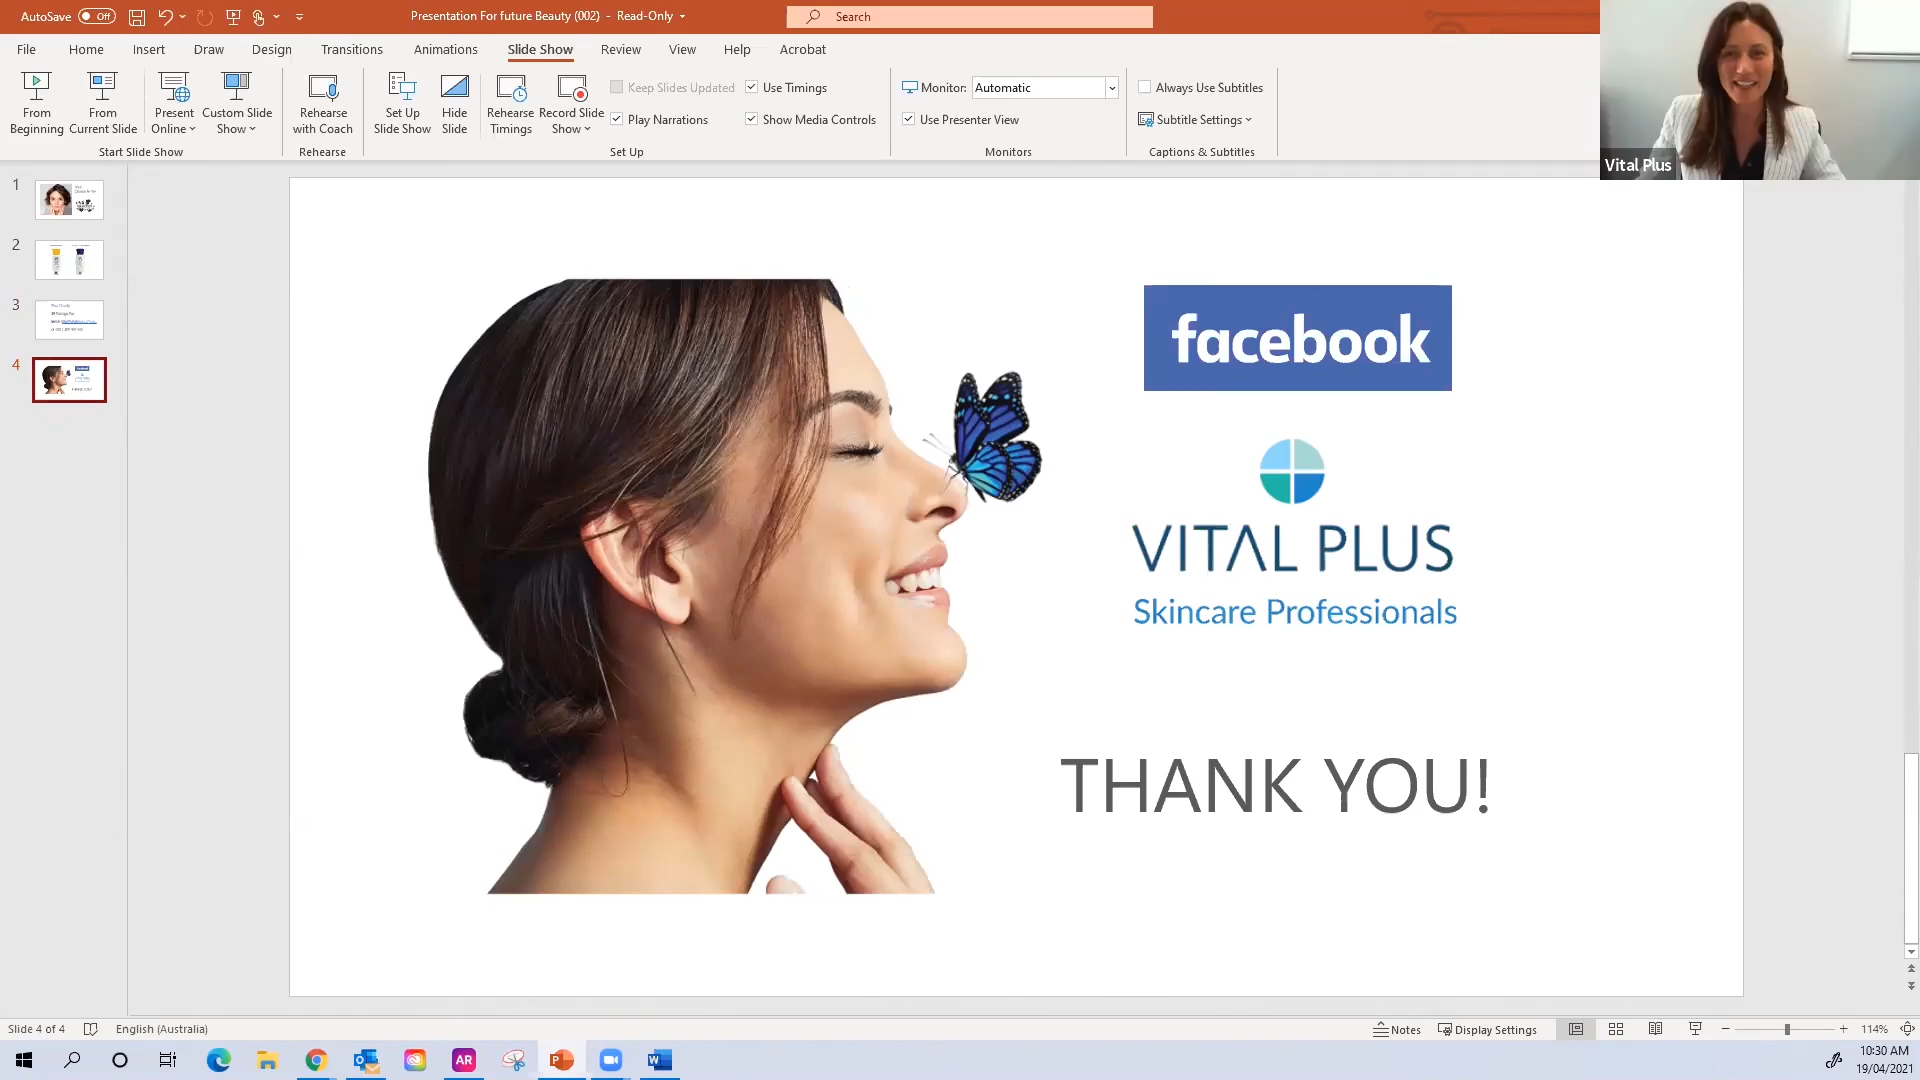 AutoSave Off
Presentation For future Beauty (002) - Read-Only
Search
File Home Insert Draw Design Transitions Animations Slide Show Review View Help Acrobat
From Beginning
From Current Slide
Present Online
Custom Slide Show
Start Slide Show
Rehearse with Coach
Rehearse
Set Up Slide Show
Hide Slide
Rehearse Timings
Record Slide Show
Keep Slides Updated
Use Timings
Play Narrations
Show Media Controls
Set Up
Monitor: Automatic
Use Presenter View
Monitors
Always Use Subtitles
Subtitle Settings
Captions & Subtitles
Vital Plus
1
2
3
4
facebook
VITAL PLUS
Skincare Professionals
THANK YOU!
Slide 4 of 4
English (Australia)
Notes
Display Settings
114%
AR
10:30 AM
19/04/2021